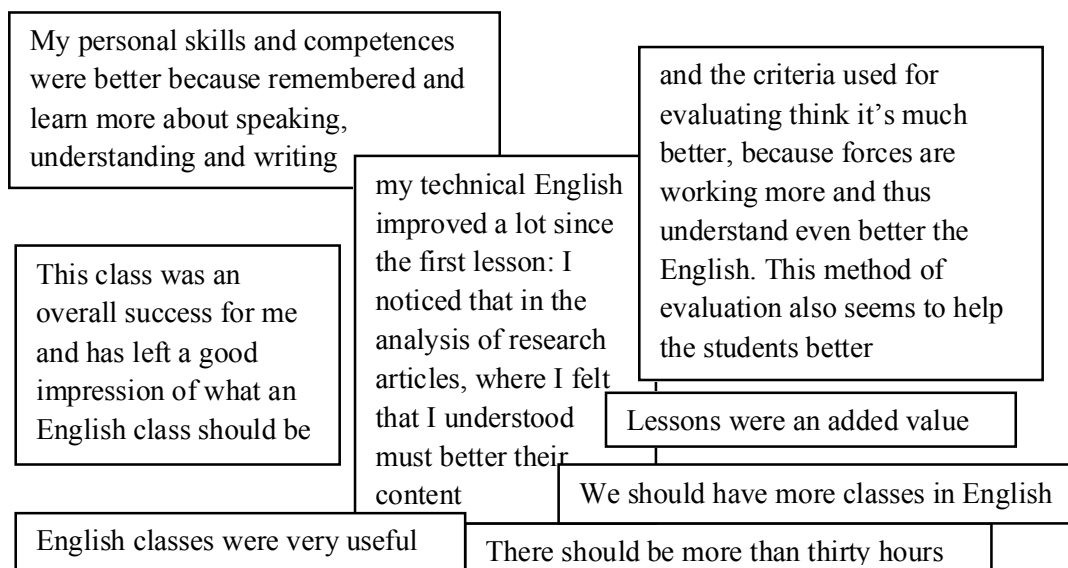 My personal skills and competences
were better because remembered and
learn more about speaking,
understanding and writing
and the criteria used for
evaluating think it’s much
better, because forces are
working more and thus
understand even better the
English. This method of
evaluation also seems to help
the students better
my technical English
improved a lot since
the first lesson: I
noticed that in the
analysis of research
articles, where I felt
that I understood
must better their
content
This class was an
overall success for me
and has left a good
impression of what an
English class should be
Lessons were an added value
We should have more classes in English
English classes were very useful
There should be more than thirty hours